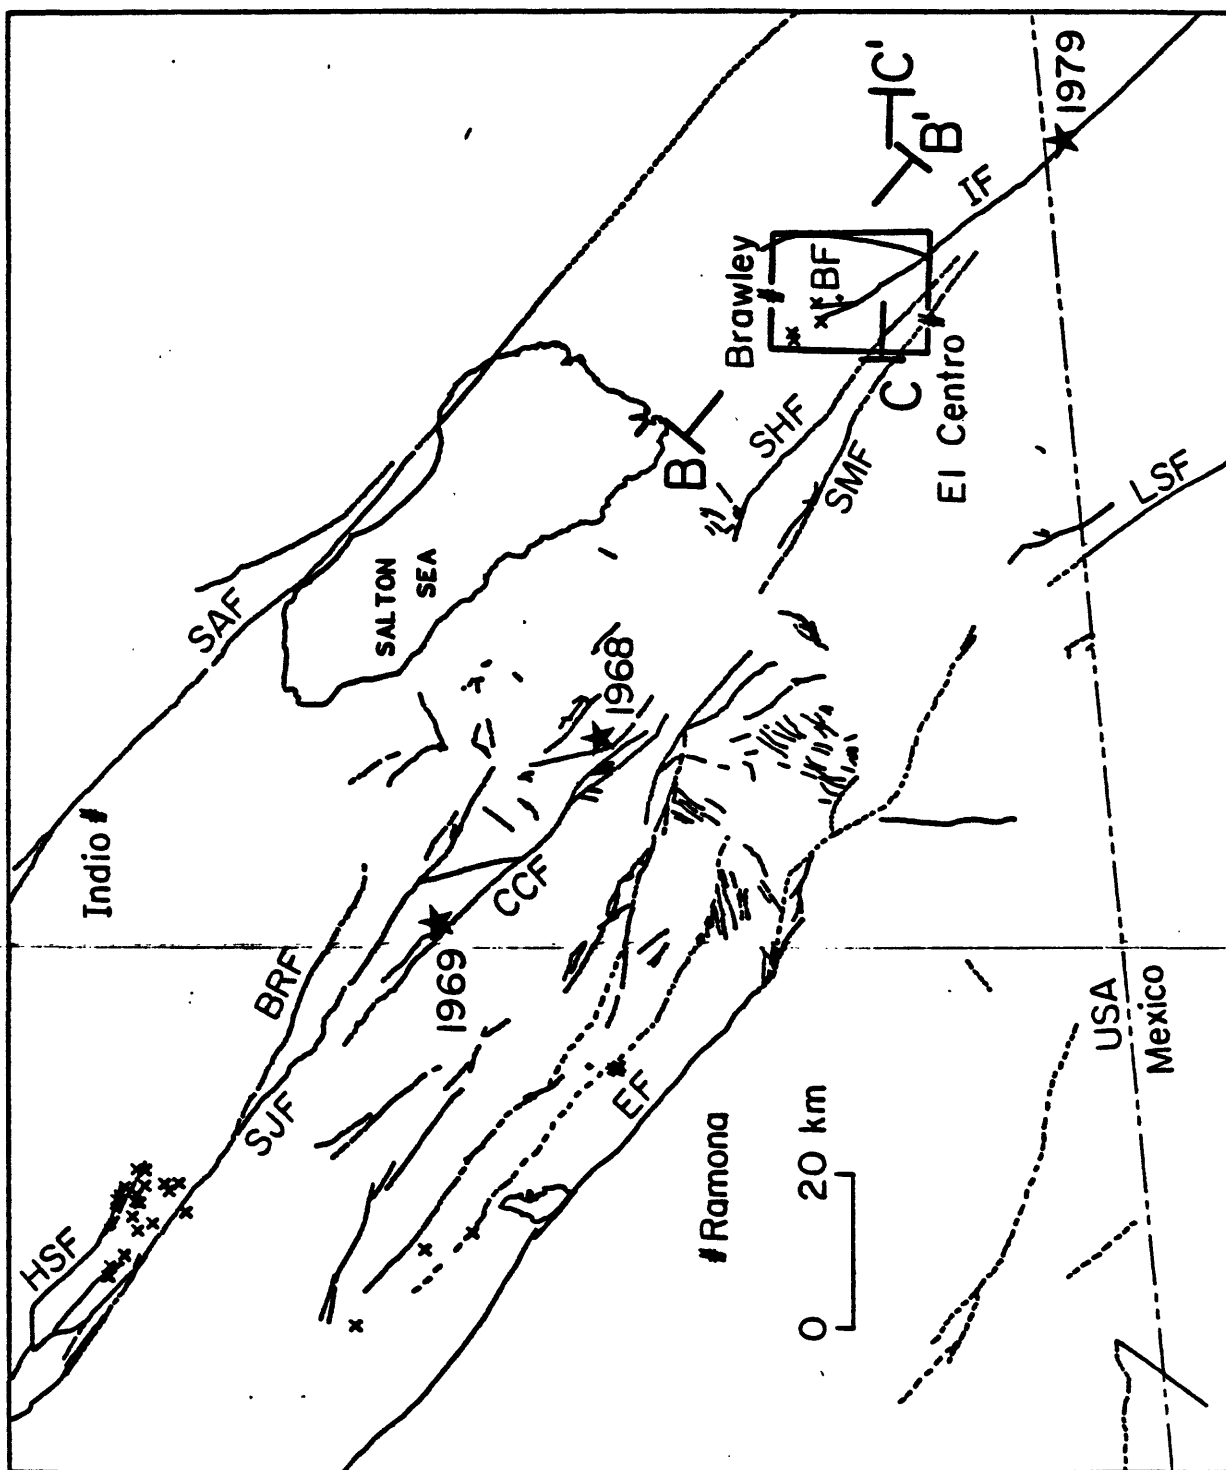 HSF
SJF
BRF
Indio
SAF
SALTON
SEA
1969
CCF
1968
EF
Ramona
0 20 km
B
SHF
SMF
C
El Centro
Brawley
BF
B'
C'
IF
1979
LSF
USA
Mexico